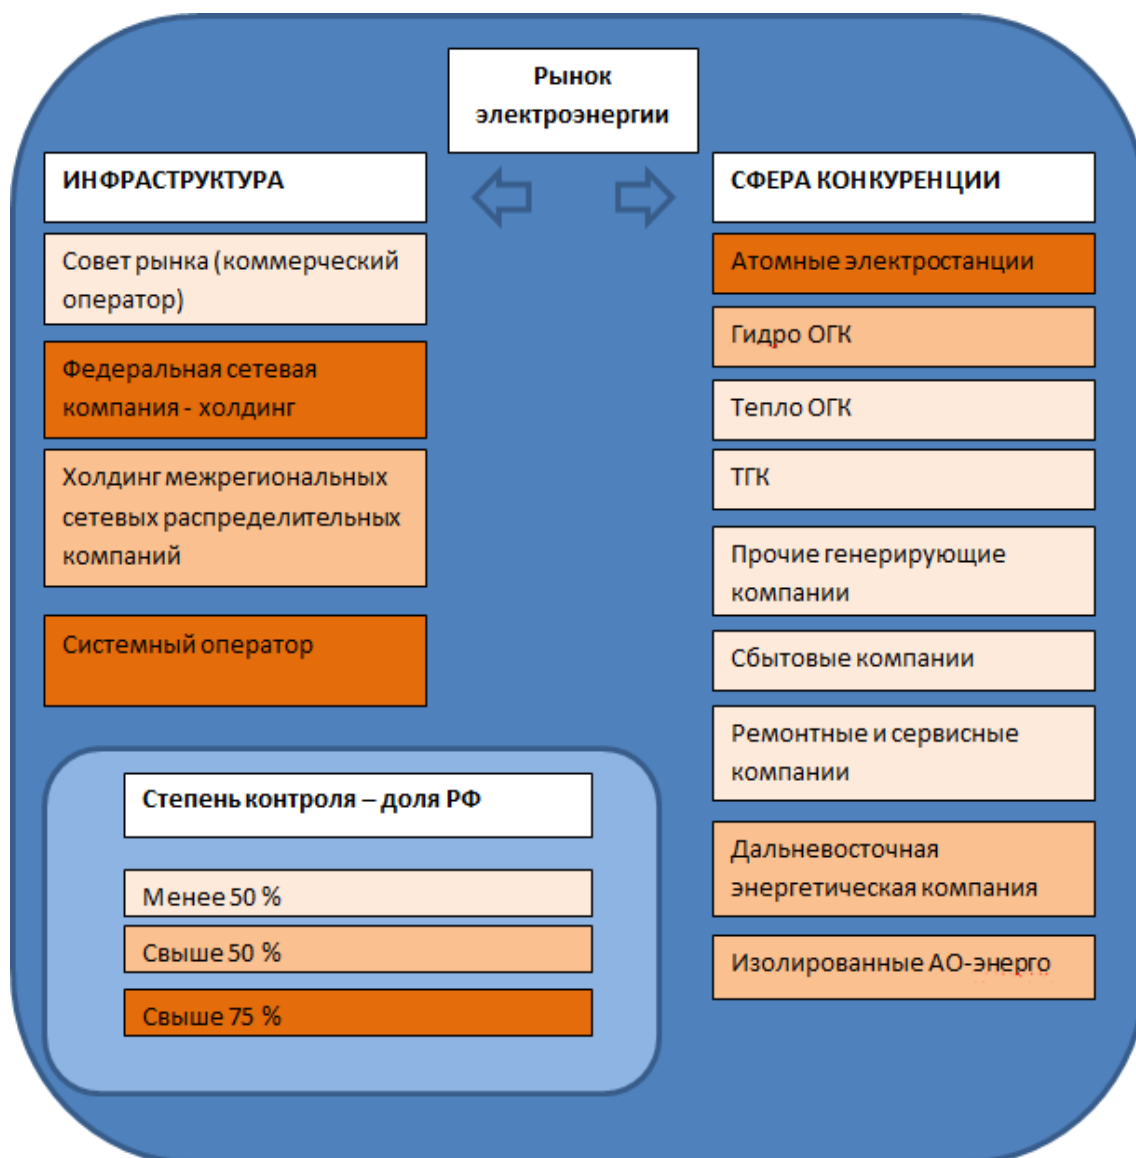 Рынок
электроэнергии
ИНФРАСТРУКТУРА
Совет рынка (коммерческий
оператор)
Федеральная сетевая
компания - холдинг
Холдинг межрегиональных
сетевых распределительных
компаний
Системный оператор
СФЕРА КОНКУРЕНЦИИ
Атомные электростанции
Гидро ОГК
Тепло ОГК
ТГК
Прочие генерирующие
компании
Сбытовые компании
Ремонтные и сервисные
компании
Дальневосточная
энергетическая компания
Изолированные АО-энерго
Степень контроля – доля РФ
Менее 50 %
Свыше 50 %
Свыше 75 %